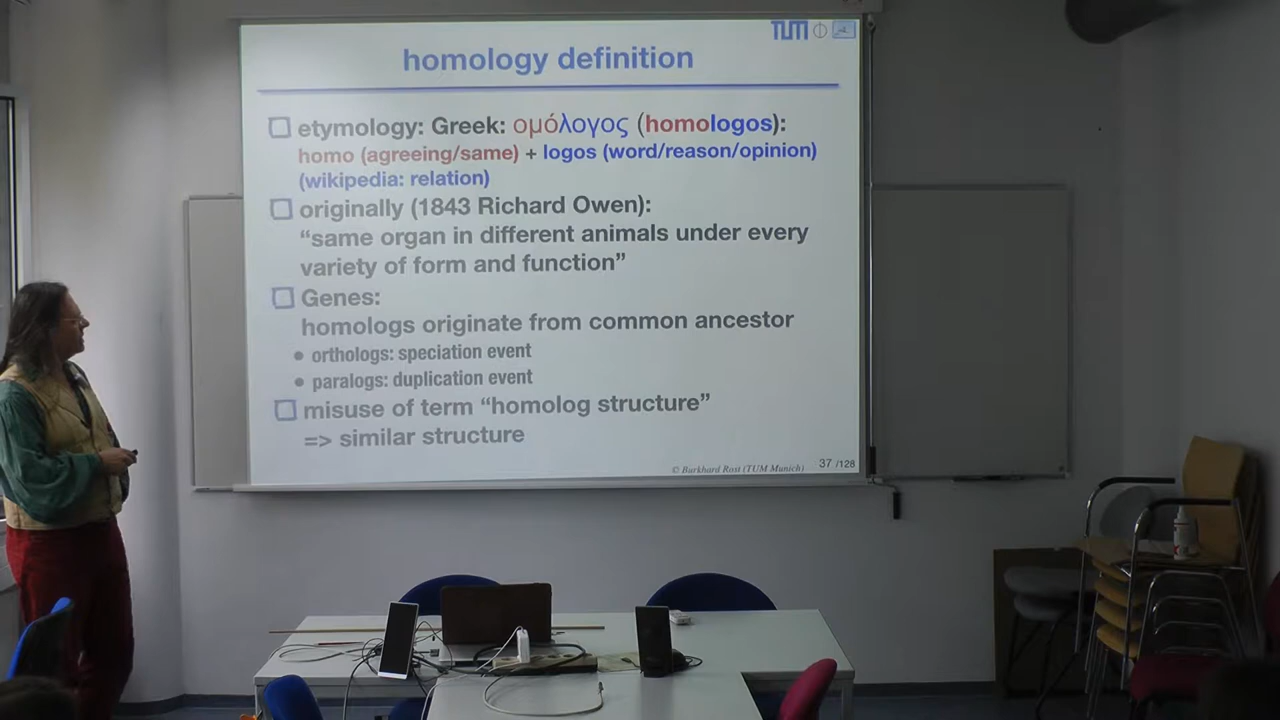 TUM
homology definition
etymology: Greek: ομόλογος (homologos):
homo (agreeing/same) + logos (word/reason/opinion)
(wikipedia: relation)
originally (1843 Richard Owen):
“same organ in different animals under every
variety of form and function”
Genes:
homologs originate from common ancestor
• orthologs: speciation event
• paralogs: duplication event
misuse of term “homolog structure”
=> similar structure
© Burkhard Rost (TUM Munich) 37 /128